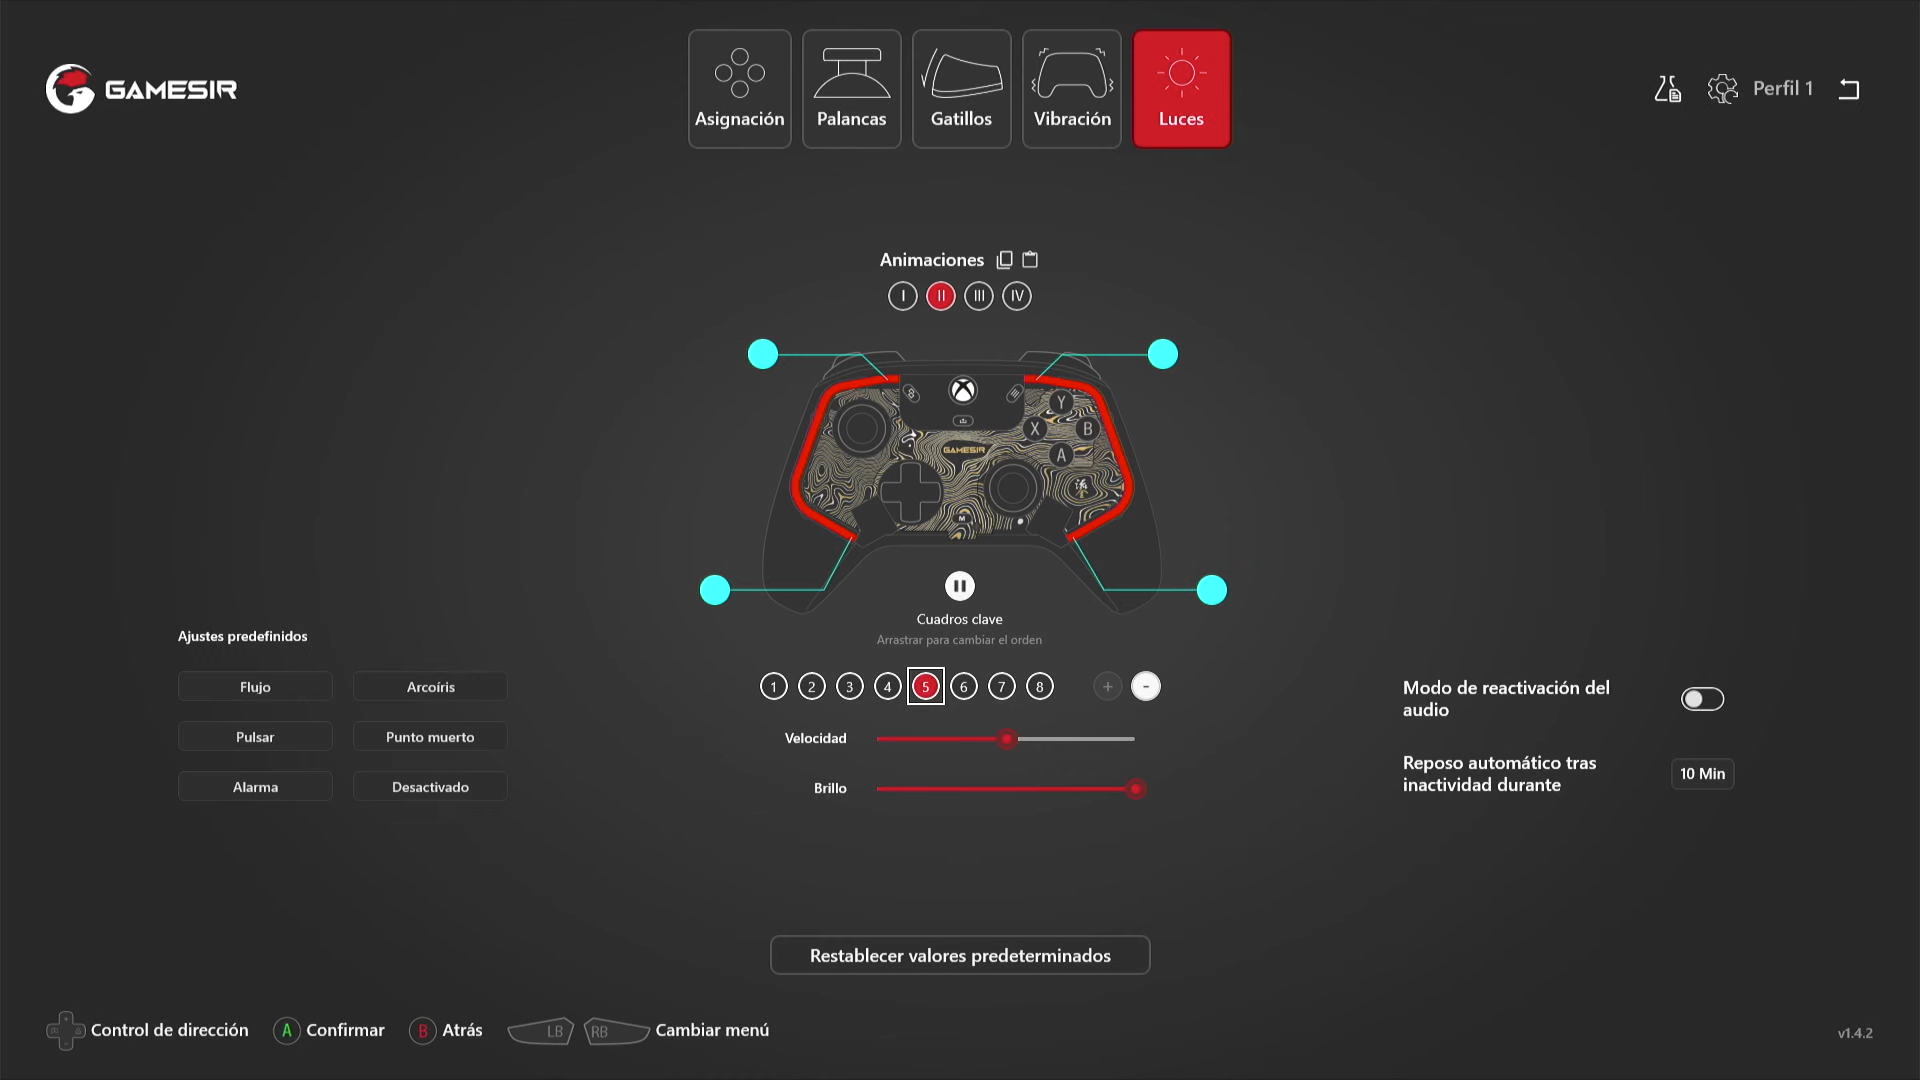 GAMESIR
Asignación
Palancas
Gatillos
Vibración
Luces
Perfil 1
Animaciones
I II III IV
Y
X B
A
GAMESIR
M
Cuadros clave
Arrastrar para cambiar el orden
1 2 3 4 5 6 7 8 + -
Velocidad
Brillo
Ajustes predefinidos
Flujo Arcoíris
Pulsar Punto muerto
Alarma Desactivado
Modo de reactivación del
audio
Reposo automático tras
inactividad durante
10 Min
Restablecer valores predeterminados
Control de dirección
A Confirmar
B Atrás
LB RB Cambiar menú
v1.4.2